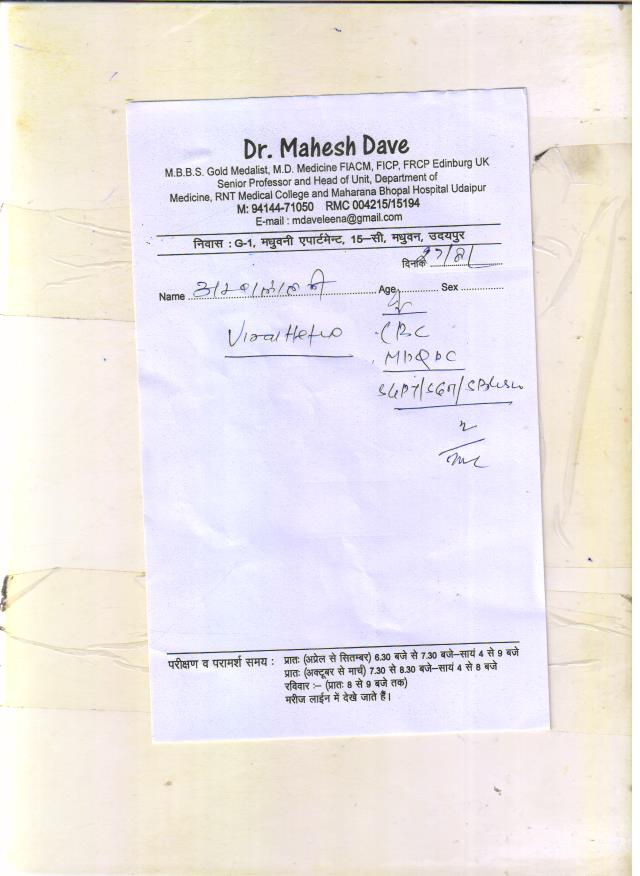 Dr. Mahesh Dave
M.B.B.S. Gold Medalist, M.D. Medicine FIACM, FICP, FRCP Edinburg UK
Senior Professor and Head of Unit, Department of
Medicine, RNT Medical College and Maharana Bhopal Hospital Udaipur
M: 94144-71050 RMC 004215/15194
E-mail : mdaveleena@gmail.com
निवास : G-1, मधुवनी एपार्टमेन्ट, 15–सी, मधुवन, उदयपुर
दिनांक
Name Age Sex
CBC
SGPT/SGOT/
परीक्षण व परामर्श समय : प्रातः (अप्रेल से सितम्बर) 6.30 बजे से 7.30 बजे–सायं 4 से 9 बजे
प्रातः (अक्टूबर से मार्च) 7.30 से 8.30 बजे–सायं 4 से 8 बजे
रविवार :– (प्रातः 8 से 9 बजे तक)
मरीज लाईन में देखे जाते हैं।